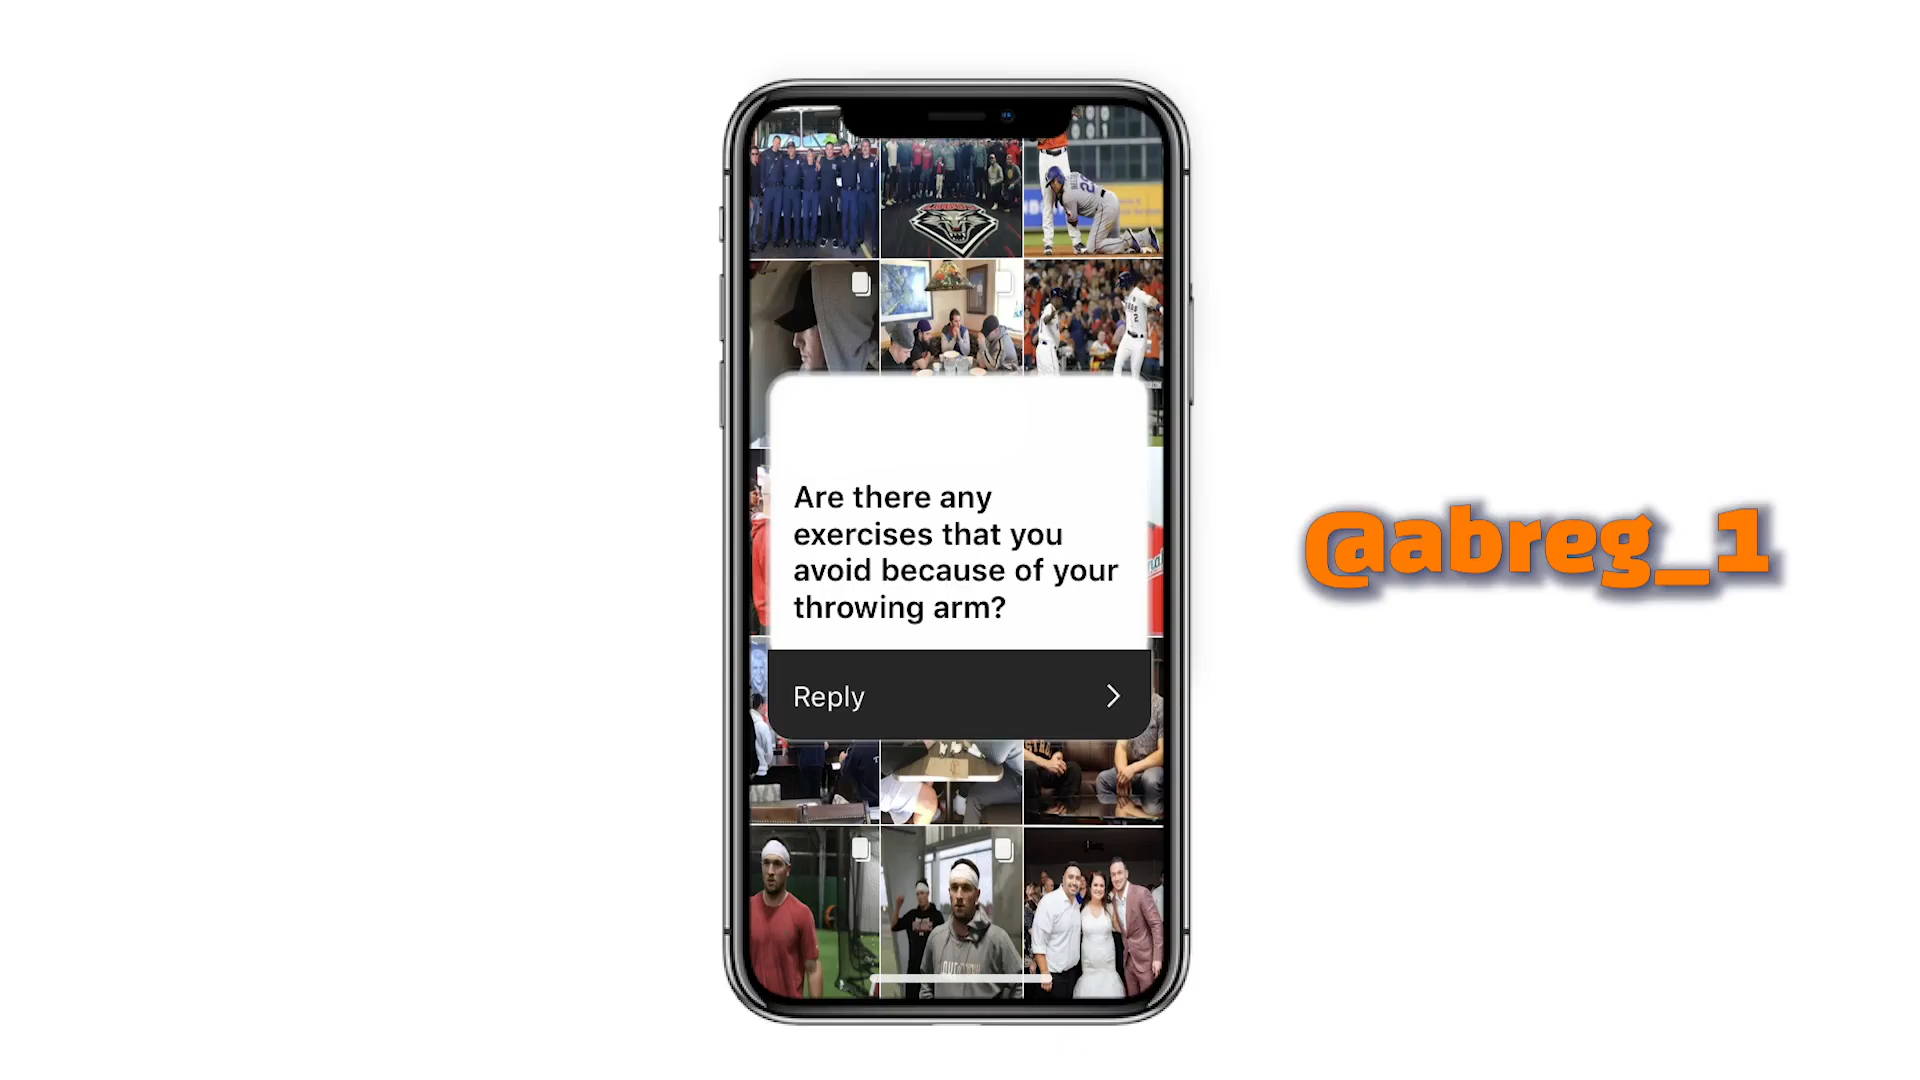 Are there any
exercises that you
avoid because of your
throwing arm?
Reply
@abreg_1